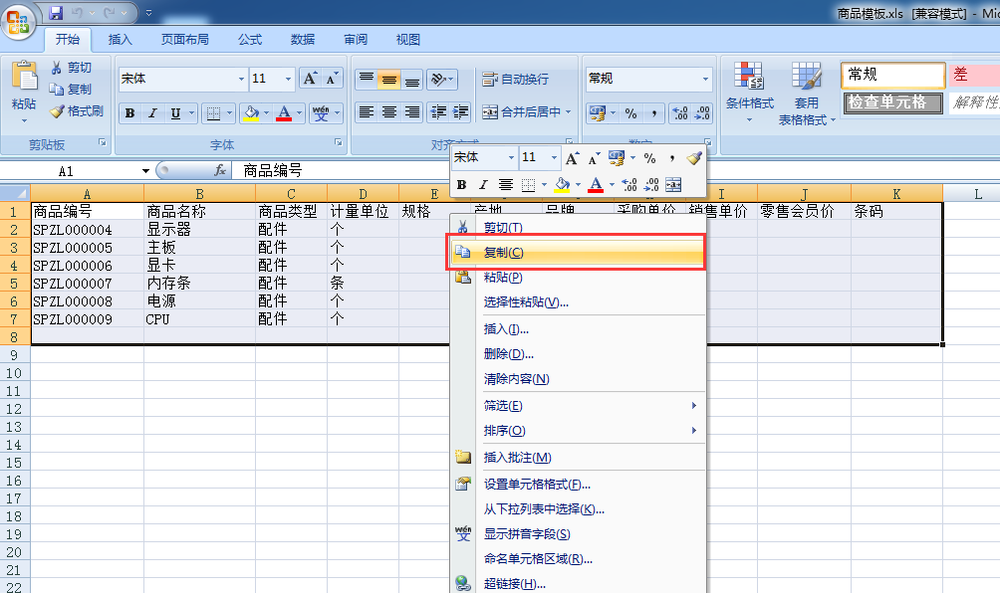 商品模板.xls [兼容模式] - Mic
开始 插入 页面布局 公式 数据 审阅 视图
粘贴 剪切 复制 格式刷
宋体 11 A A
B I U A wén 文
自动换行
合并后居中
常规
% , .00
条件格式 套用 表格格式
常规 差
检查单元格 解释性
剪贴板 字体 对齐方式 数字
宋体 11 A A % ,
B I A
A1 fx 商品编号
A B C D E I J K L
1 商品编号 商品名称 商品类型 计量单位 规格 产地 品牌 采购单价 销售单价 零售会员价 条码
2 SPZL000004 显示器 配件 个
3 SPZL000005 主板 配件 个
4 SPZL000006 显卡 配件 个
5 SPZL000007 内存条 配件 条
6 SPZL000008 电源 配件 个
7 SPZL000009 CPU 配件 个
8
9
10
11
12
13
14
15
16
17
18
19
20
21
22
剪切(T)
复制(C)
粘贴(P)
选择性粘贴(V)...
插入(I)...
删除(D)...
清除内容(N)
筛选(E)
排序(O)
插入批注(M)
设置单元格格式(F)...
从下拉列表中选择(K)...
wén 文 显示拼音字段(S)
命名单元格区域(R)...
超链接(H)...